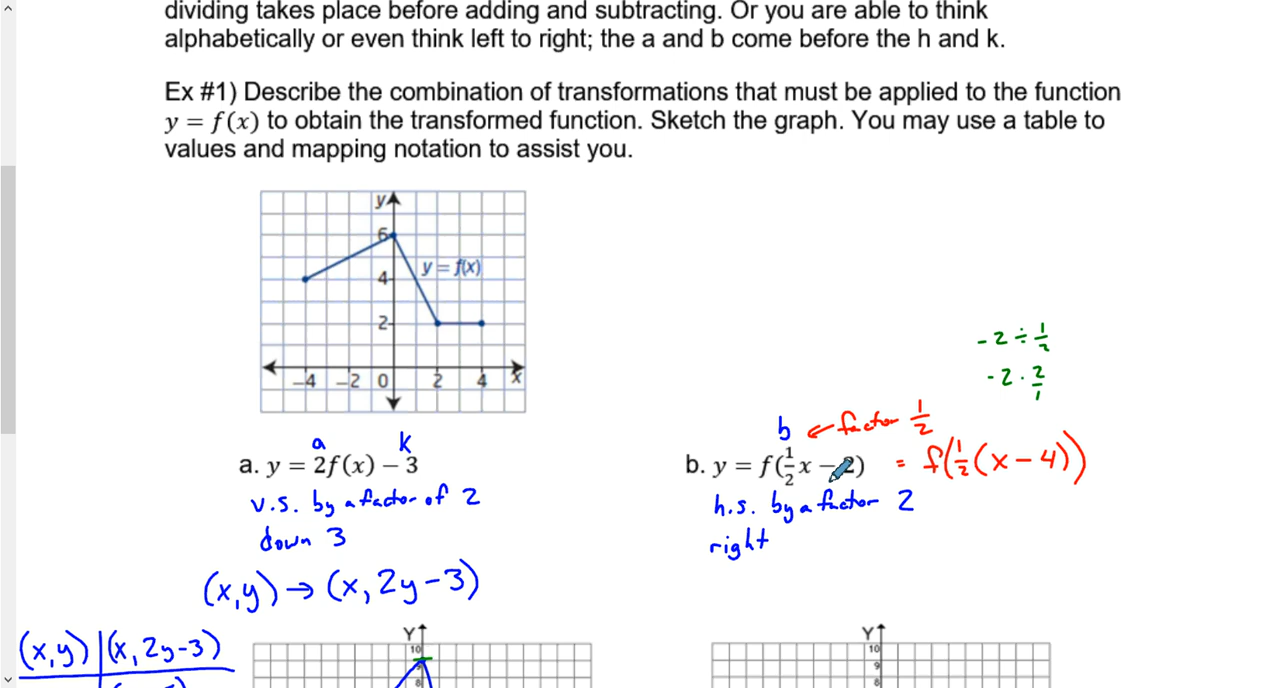 dividing takes place before adding and subtracting. Or you are able to think
alphabetically or even think left to right; the a and b come before the h and k.
Ex #1) Describe the combination of transformations that must be applied to the function
y = f(x) to obtain the transformed function. Sketch the graph. You may use a table to
values and mapping notation to assist you.
y
6
y = f(x)
4
2
-4 -2 0 2 4 x
-2 ÷ 1/2
-2 · 2/1
a k
a. y = 2f(x) − 3
v.s. by a factor of 2
down 3
(x,y) → (x, 2y-3)
(x,y) | (x, 2y-3)
Y
10
8
b ← factor 1/2
b. y = f(1/2x − 2) = f(1/2(x - 4))
h.s. by a factor 2
right
Y
10
9
8